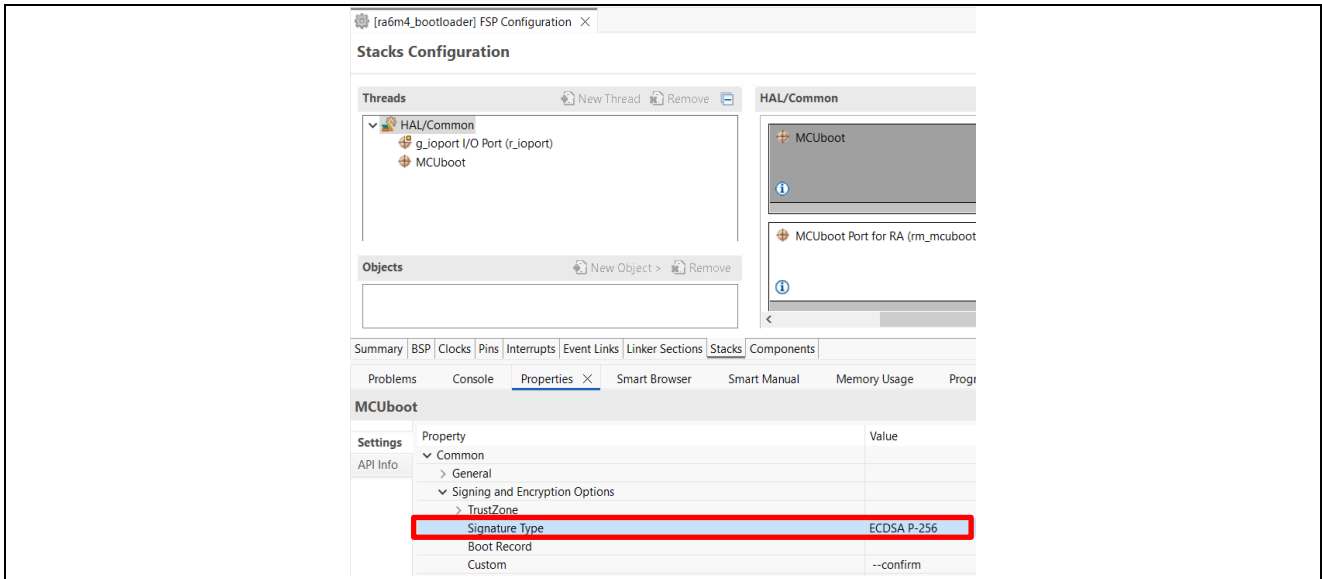 [ra6m4_bootloader] FSP Configuration
Stacks Configuration
Threads
New Thread
Remove
HAL/Common
g_ioport I/O Port (r_ioport)
MCUboot
HAL/Common
MCUboot
MCUboot Port for RA (rm_mcuboot
Objects
New Object >
Remove
Summary BSP Clocks Pins Interrupts Event Links Linker Sections Stacks Components
Problems Console Properties Smart Browser Smart Manual Memory Usage Progr
MCUboot
Settings
API Info
Property Value
Common
General
Signing and Encryption Options
TrustZone
Signature Type ECDSA P-256
Boot Record
Custom --confirm